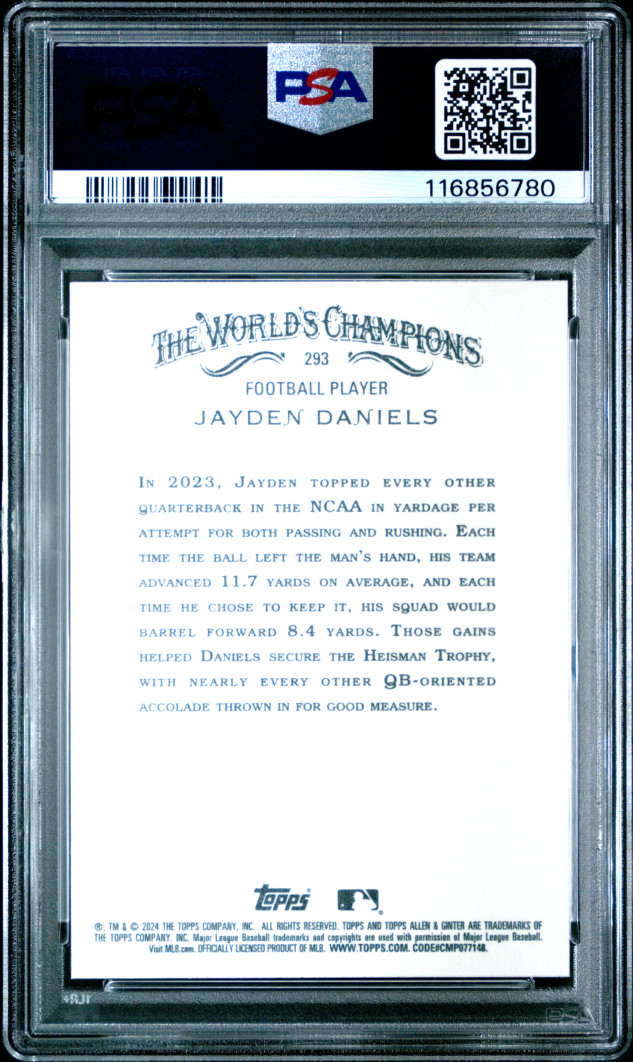 PSA
116856780
THE WORLD'S CHAMPIONS
293
FOOTBALL PLAYER
JAYDEN DANIELS
IN 2023, JAYDEN TOPPED EVERY OTHER
QUARTERBACK IN THE NCAA IN YARDAGE PER
ATTEMPT FOR BOTH PASSING AND RUSHING. EACH
TIME THE BALL LEFT THE MAN'S HAND, HIS TEAM
ADVANCED 11.7 YARDS ON AVERAGE, AND EACH
TIME HE CHOSE TO KEEP IT, HIS SQUAD WOULD
BARREL FORWARD 8.4 YARDS. THOSE GAINS
HELPED DANIELS SECURE THE HEISMAN TROPHY,
WITH NEARLY EVERY OTHER QB-ORIENTED
ACCOLADE THROWN IN FOR GOOD MEASURE.
topps
®, TM & © 2024 THE TOPPS COMPANY, INC. ALL RIGHTS RESERVED. TOPPS AND TOPPS ALLEN & GINTER ARE TRADEMARKS OF
THE TOPPS COMPANY, INC. Major League Baseball trademarks and copyrights are used with permission of Major League Baseball.
Visit MLB.com. OFFICIALLY LICENSED PRODUCT OF MLB. WWW.TOPPS.COM. CODE#CMP077148.
PSA